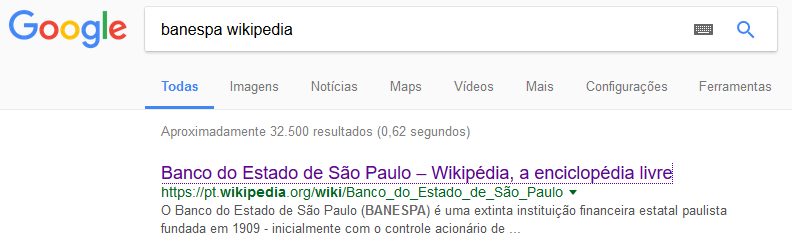 Google banespa wikipedia
Todas Imagens Notícias Maps Vídeos Mais Configurações Ferramentas
Aproximadamente 32.500 resultados (0,62 segundos)
Banco do Estado de São Paulo – Wikipédia, a enciclopédia livre
https://pt.wikipedia.org/wiki/Banco_do_Estado_de_São_Paulo
O Banco do Estado de São Paulo (BANESPA) é uma extinta instituição financeira estatal paulista
fundada em 1909 - inicialmente com o controle acionário de ...